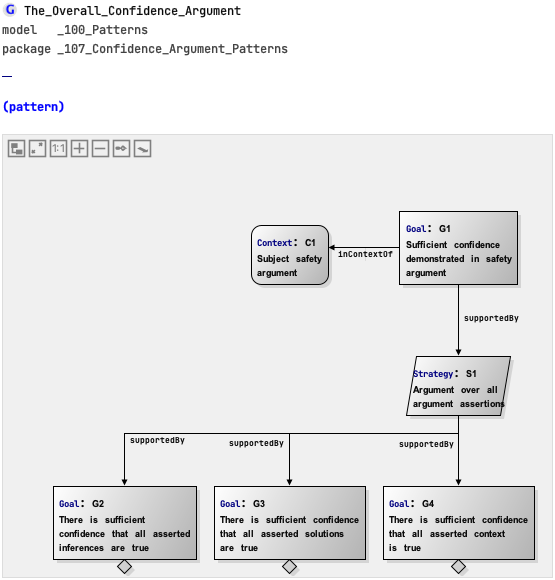 G The_Overall_Confidence_Argument
model _100_Patterns
package _107_Confidence_Argument_Patterns
(pattern)
1:1
Context: C1
Subject safety
argument
inContextOf
Goal: G1
Sufficient confidence
demonstrated in safety
argument
supportedBy
Strategy: S1
Argument over all
argument assertions
supportedBy
supportedBy
supportedBy
Goal: G2
There is sufficient
confidence that all asserted
inferences are true
Goal: G3
There is sufficient confidence
that all asserted solutions
are true
Goal: G4
There is sufficient confidence
that all asserted context
is true